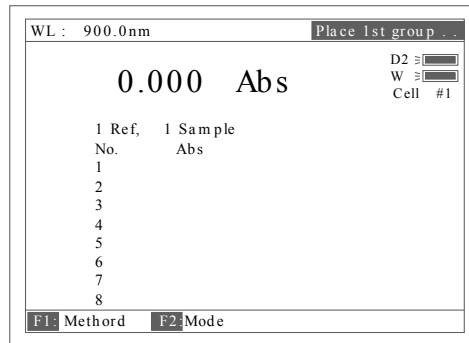 WL : 900.0nm Place 1st group . .
D2
W
Cell #1
0.000 Abs
1 Ref, 1 Sample
No. Abs
1
2
3
4
5
6
7
8
F1: Methord F2:Mode